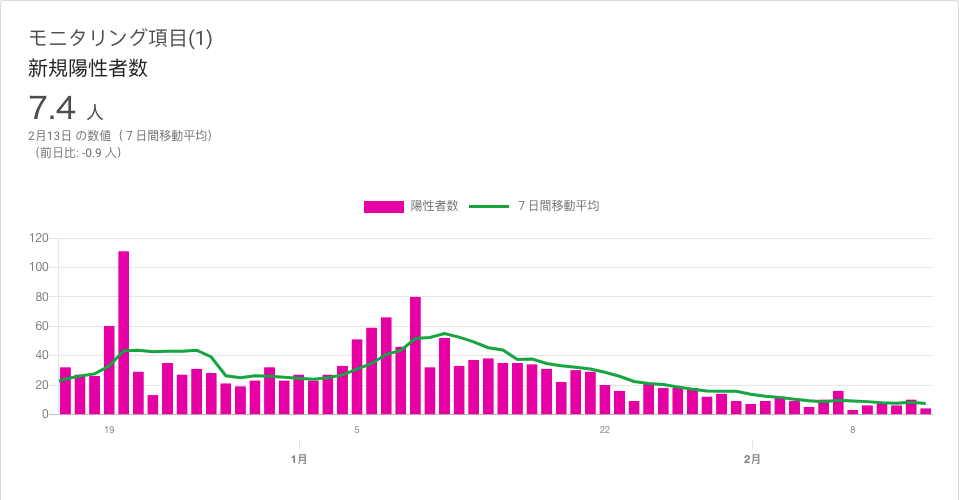 モニタリング項目(1)
新規陽性者数
7.4 人
2月13日 の数値（７日間移動平均）
（前日比: -0.9 人）
陽性者数 ７日間移動平均
120
100
80
60
40
20
0
19 5 22 8
1月 2月